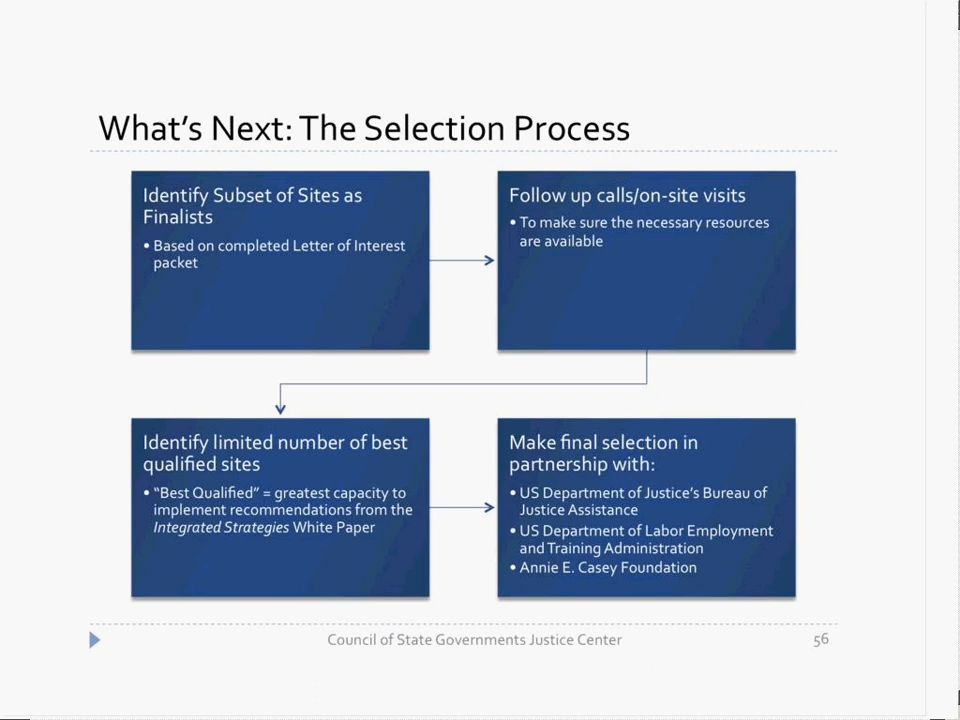 What's Next: The Selection Process
Identify Subset of Sites as
Finalists
• Based on completed Letter of Interest
packet
Follow up calls/on-site visits
• To make sure the necessary resources
are available
Identify limited number of best
qualified sites
• “Best Qualified” = greatest capacity to
implement recommendations from the
Integrated Strategies White Paper
Make final selection in
partnership with:
• US Department of Justice's Bureau of
Justice Assistance
• US Department of Labor Employment
and Training Administration
• Annie E. Casey Foundation
Council of State Governments Justice Center
56